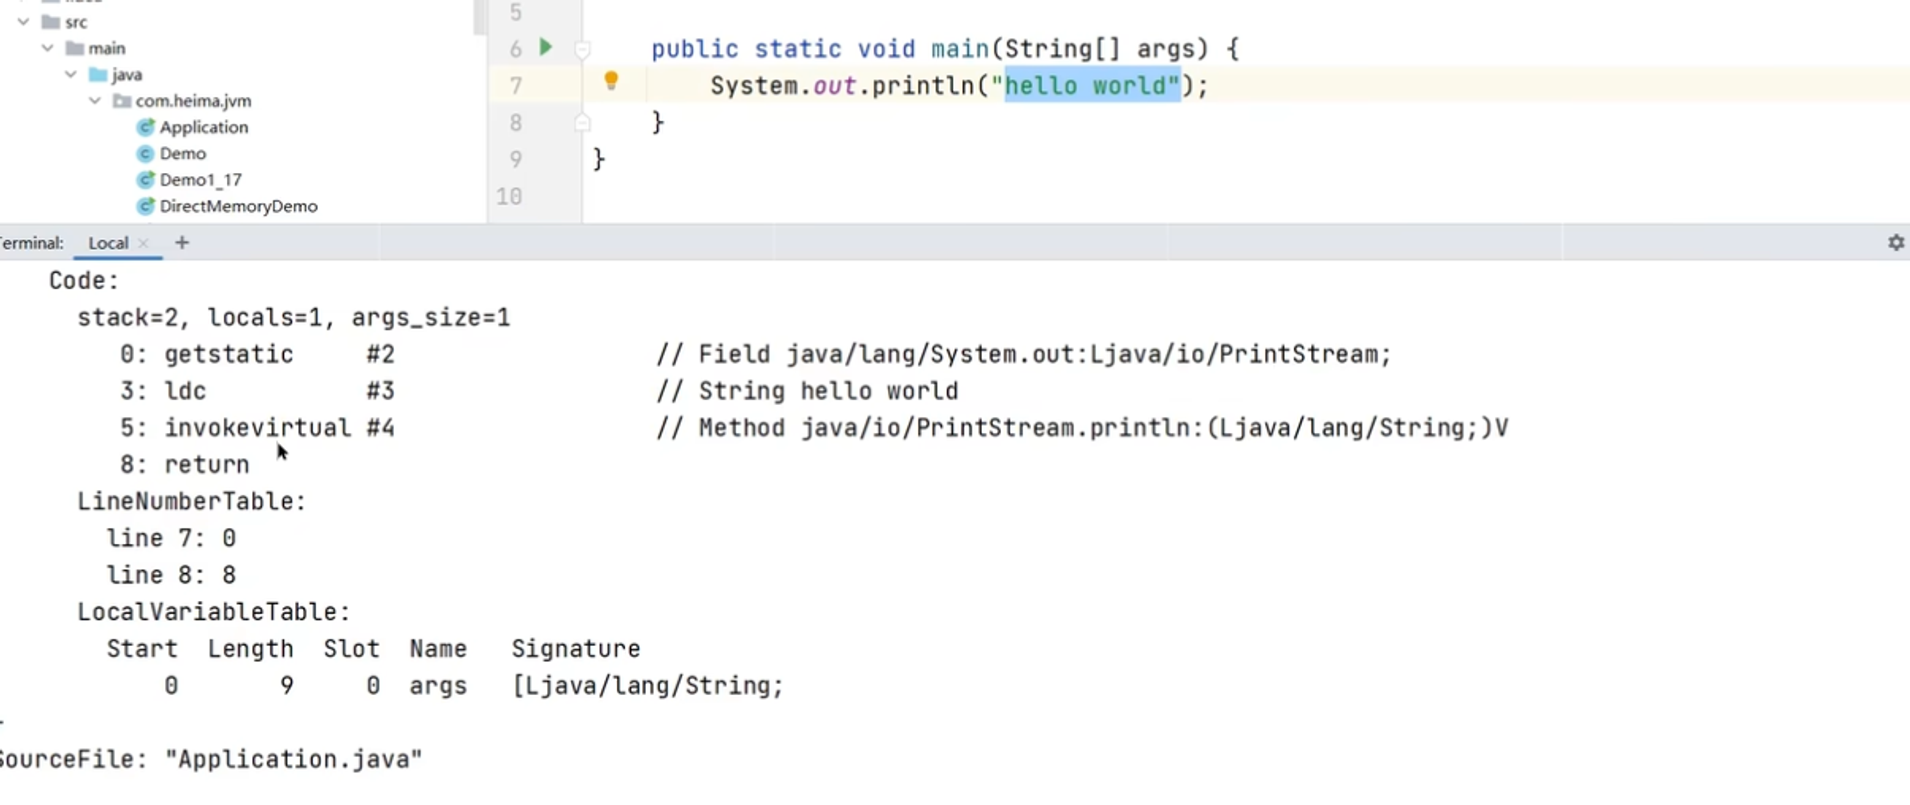 src
main
java
com.heima.jvm
Application
Demo
Demo1_17
DirectMemoryDemo
5
6 public static void main(String[] args) {
7 System.out.println("hello world");
8 }
9 }
10
Terminal: Local × +
Code:
stack=2, locals=1, args_size=1
0: getstatic #2 // Field java/lang/System.out:Ljava/io/PrintStream;
3: ldc #3 // String hello world
5: invokevirtual #4 // Method java/io/PrintStream.println:(Ljava/lang/String;)V
8: return
LineNumberTable:
line 7: 0
line 8: 8
LocalVariableTable:
Start Length Slot Name Signature
0 9 0 args [Ljava/lang/String;
SourceFile: "Application.java"